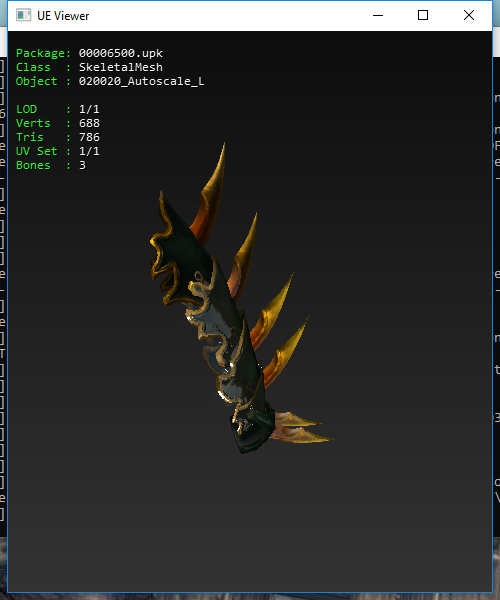 UE Viewer
Package: 00006500.upk
Class : SkeletalMesh
Object : 020020_Autoscale_L
LOD : 1/1
Verts : 688
Tris : 786
UV Set : 1/1
Bones : 3